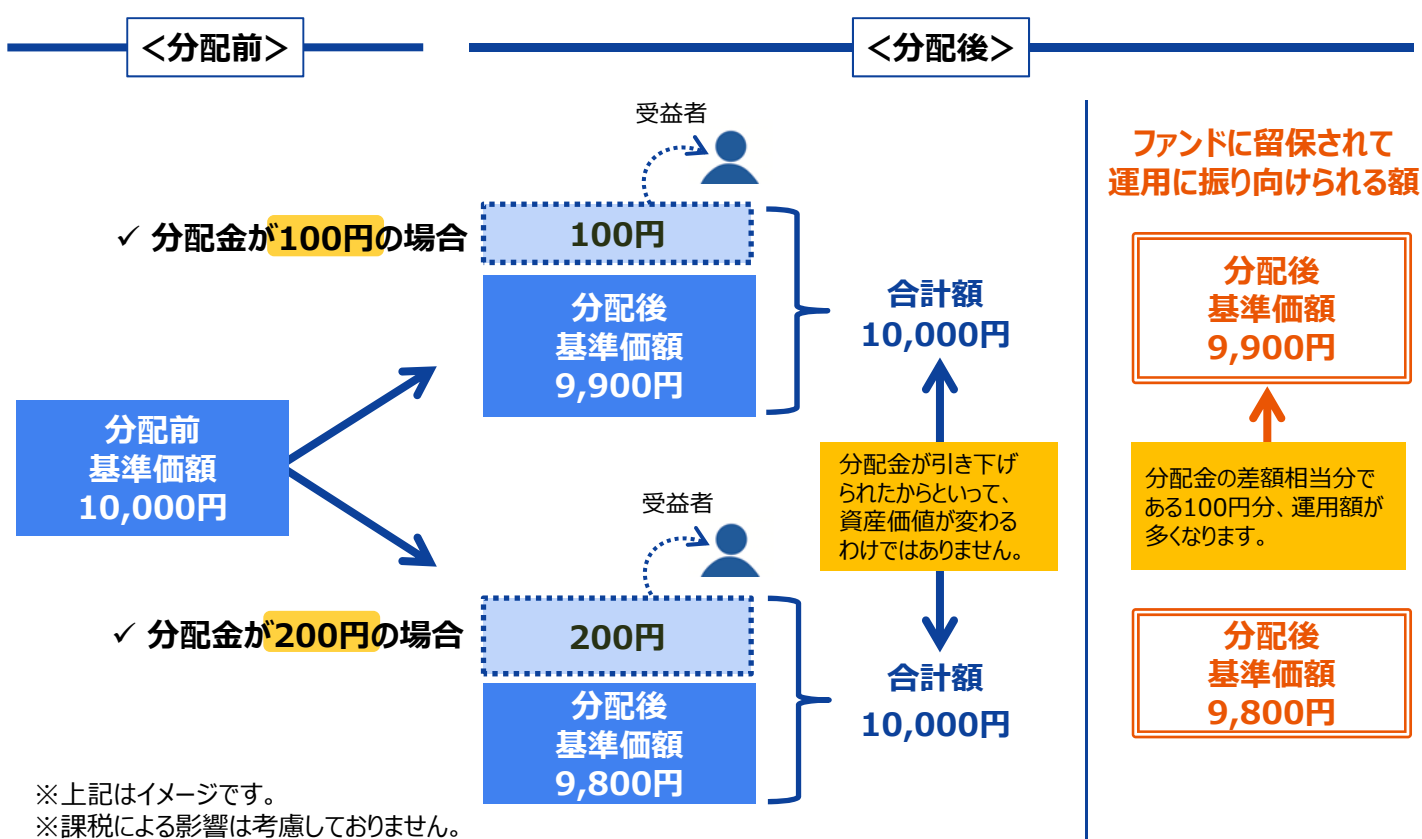 ＜分配前＞
＜分配後＞
受益者
✓ 分配金が100円の場合
100円
分配後
基準価額
9,900円
合計額
10,000円
ファンドに留保されて
運用に振り向けられる額
分配後
基準価額
9,900円
分配前
基準価額
10,000円
分配金が引き下げ
られたからといって、
資産価値が変わる
わけではありません。
分配金の差額相当分で
ある100円分、運用額が
多くなります。
受益者
✓ 分配金が200円の場合
200円
分配後
基準価額
9,800円
合計額
10,000円
分配後
基準価額
9,800円
※上記はイメージです。
※課税による影響は考慮しておりません。